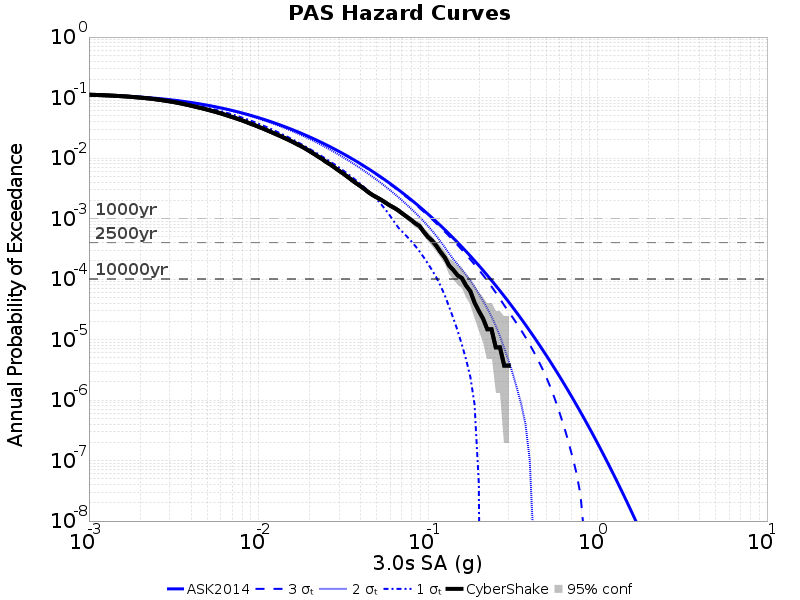 PAS Hazard Curves
Annual Probability of Exceedance
10⁰
10⁻¹
10⁻²
10⁻³
10⁻⁴
10⁻⁵
10⁻⁶
10⁻⁷
10⁻⁸
1000yr
2500yr
10000yr
10⁻³ 10⁻² 10⁻¹ 10⁰ 10¹
3.0s SA (g)
ASK2014 3 σₜ 2 σₜ 1 σₜ CyberShake 95% conf